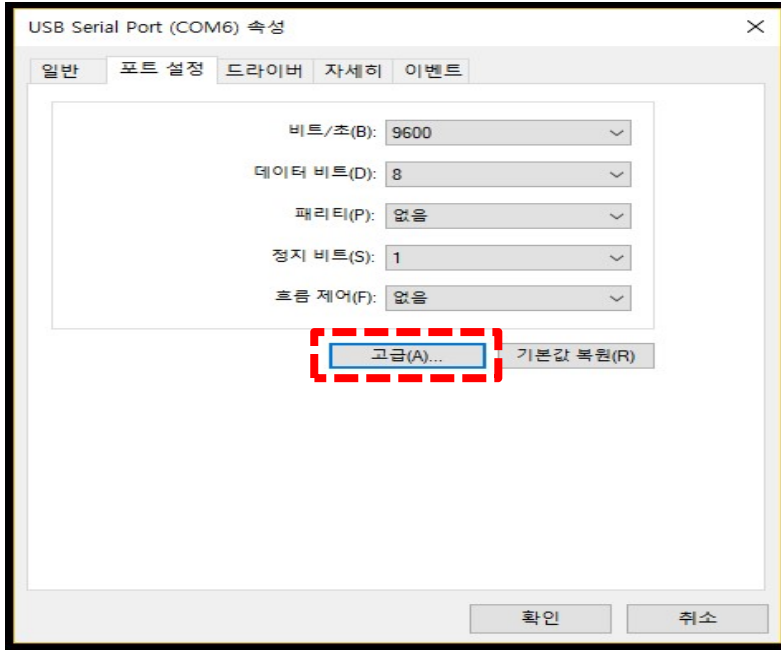 USB Serial Port (COM6) 속성
일반 포트 설정 드라이버 자세히 이벤트
비트/초(B): 9600
데이터 비트(D): 8
패리티(P): 없음
정지 비트(S): 1
흐름 제어(F): 없음
고급(A)... 기본값 복원(R)
확인 취소